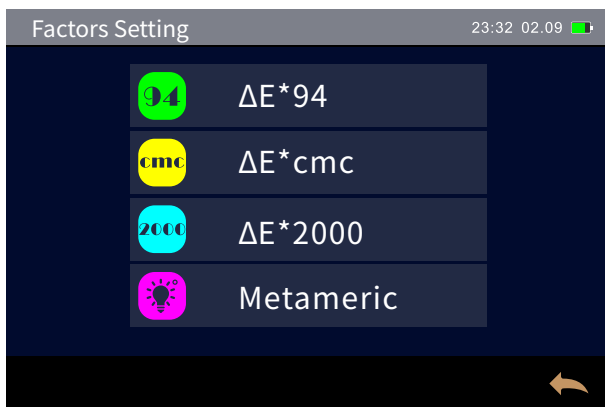 Factors Setting 23:32 02.09
94 ΔE*94
cmc ΔE*cmc
2000 ΔE*2000
Metameric